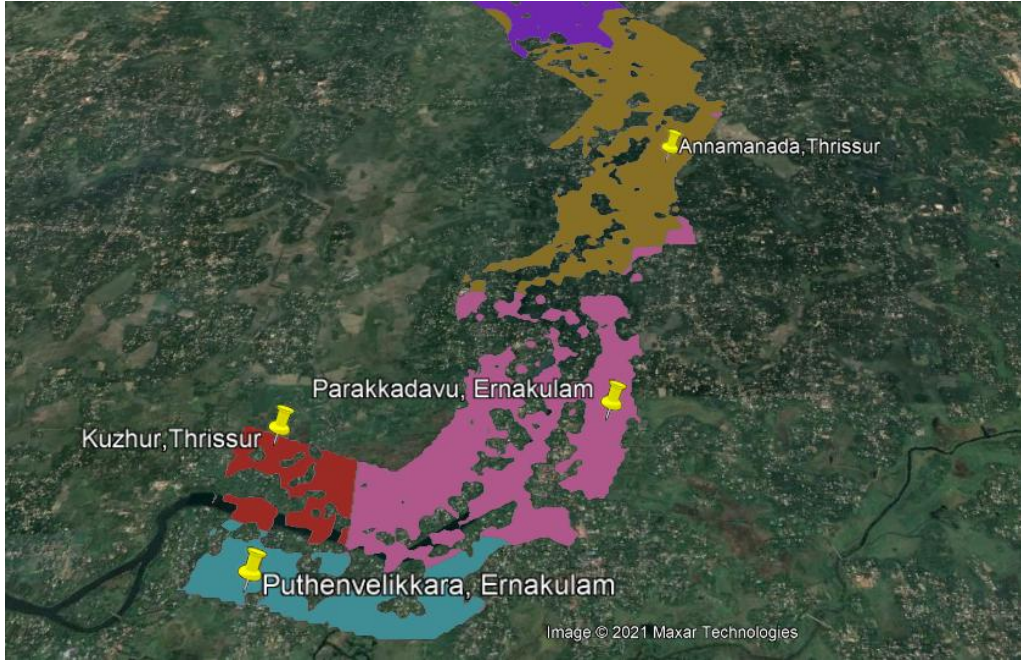 Annamanada,Thrissur
Parakkadavu, Ernakulam
Kuzhur,Thrissur
Puthenvelikkara, Ernakulam
Image © 2021 Maxar Technologies